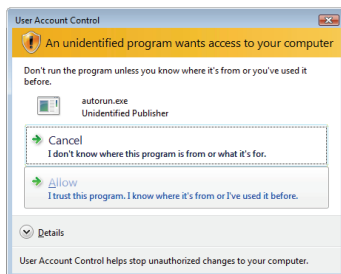 User Account Control
An unidentified program wants access to your computer
Don't run the program unless you know where it's from or you've used it
before.
autorun.exe
Unidentified Publisher
Cancel
I don't know where this program is from or what it's for.
Allow
I trust this program. I know where it's from or I've used it before.
Details
User Account Control helps stop unauthorized changes to your computer.